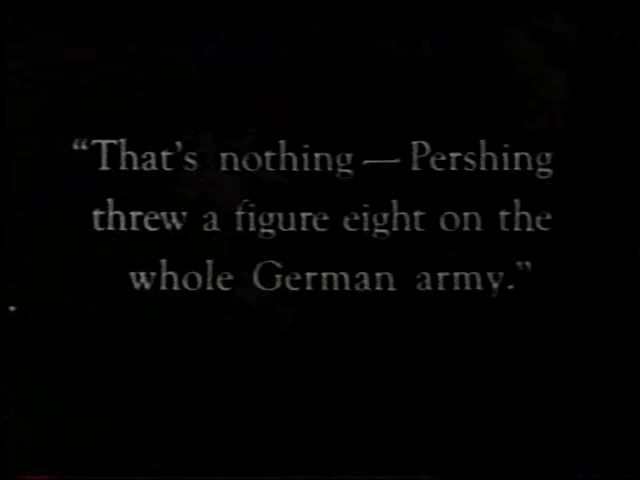 “That's nothing — Pershing
threw a figure eight on the
whole German army.”